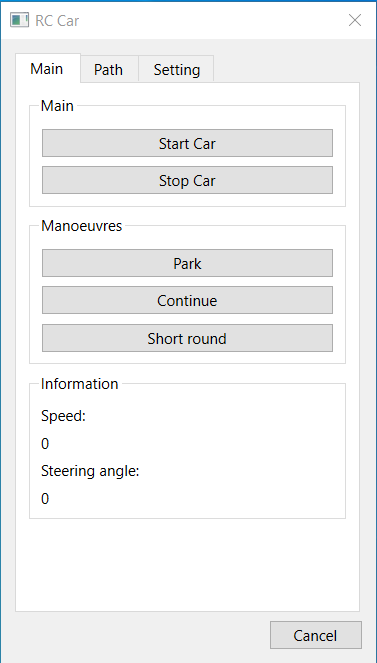 RC Car
Main Path Setting
Main
Start Car
Stop Car
Manoeuvres
Park
Continue
Short round
Information
Speed:
0
Steering angle:
0
Cancel